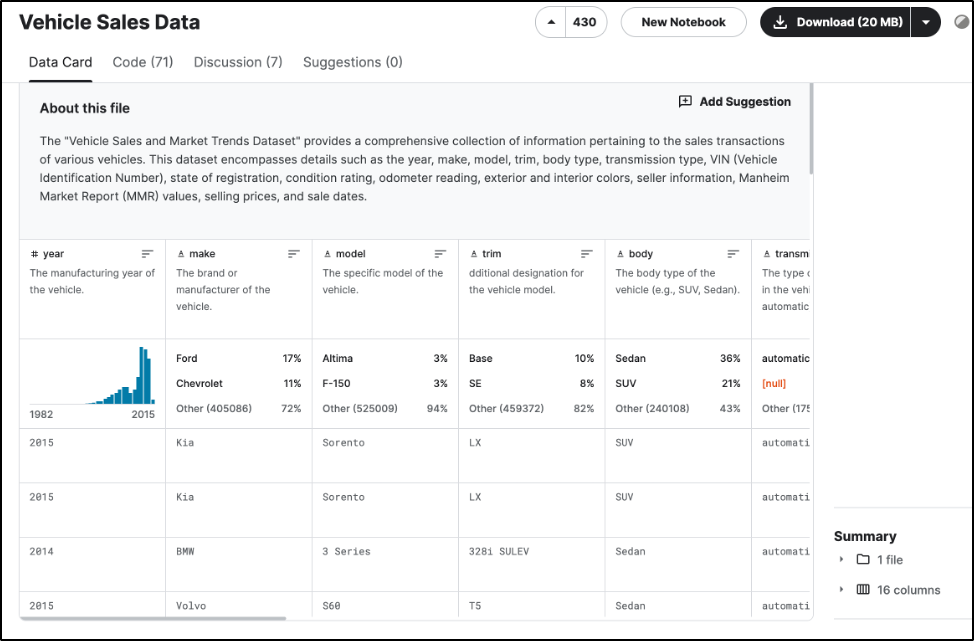 Vehicle Sales Data
430
New Notebook
Download (20 MB)
Data Card
Code (71)
Discussion (7)
Suggestions (0)
About this file
Add Suggestion
The "Vehicle Sales and Market Trends Dataset" provides a comprehensive collection of information pertaining to the sales transactions
of various vehicles. This dataset encompasses details such as the year, make, model, trim, body type, transmission type, VIN (Vehicle
Identification Number), state of registration, condition rating, odometer reading, exterior and interior colors, seller information, Manheim
Market Report (MMR) values, selling prices, and sale dates.
# year
The manufacturing year of
the vehicle.
make
The brand or
manufacturer of the
vehicle.
model
The specific model of the
vehicle.
trim
dditional designation for
the vehicle model.
body
The body type of the
vehicle (e.g., SUV, Sedan).
transm
The type o
in the vehi
automatic
1982 2015
Ford 17%
Chevrolet 11%
Other (405086) 72%
Altima 3%
F-150 3%
Other (525009) 94%
Base 10%
SE 8%
Other (459372) 82%
Sedan 36%
SUV 21%
Other (240108) 43%
automatic
[null]
Other (175
2015 Kia Sorento LX SUV automati
2015 Kia Sorento LX SUV automati
2014 BMW 3 Series 328i SULEV Sedan automati
2015 Volvo S60 T5 Sedan automati
Summary
1 file
16 columns